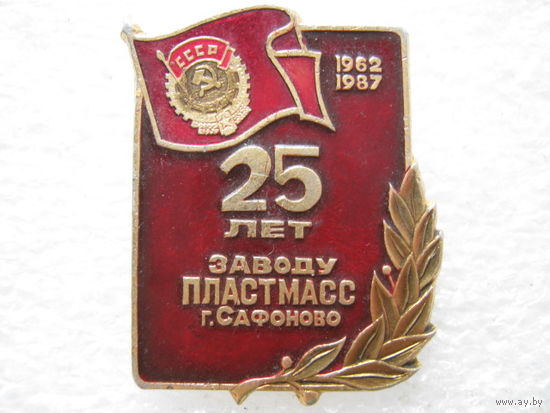 СССР
1962
1987
25
ЛЕТ
ЗАВОДУ
ПЛАСТМАСС
г. САФОНОВО
www.ay.by